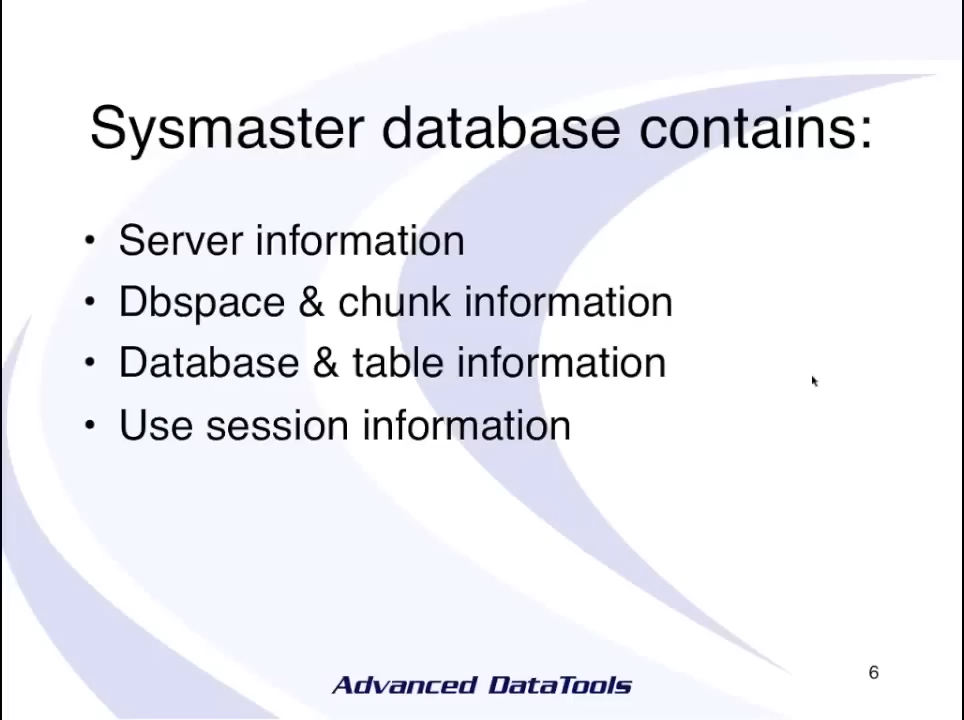 Sysmaster database contains:
• Server information
• Dbspace & chunk information
• Database & table information
• Use session information
Advanced DataTools
6